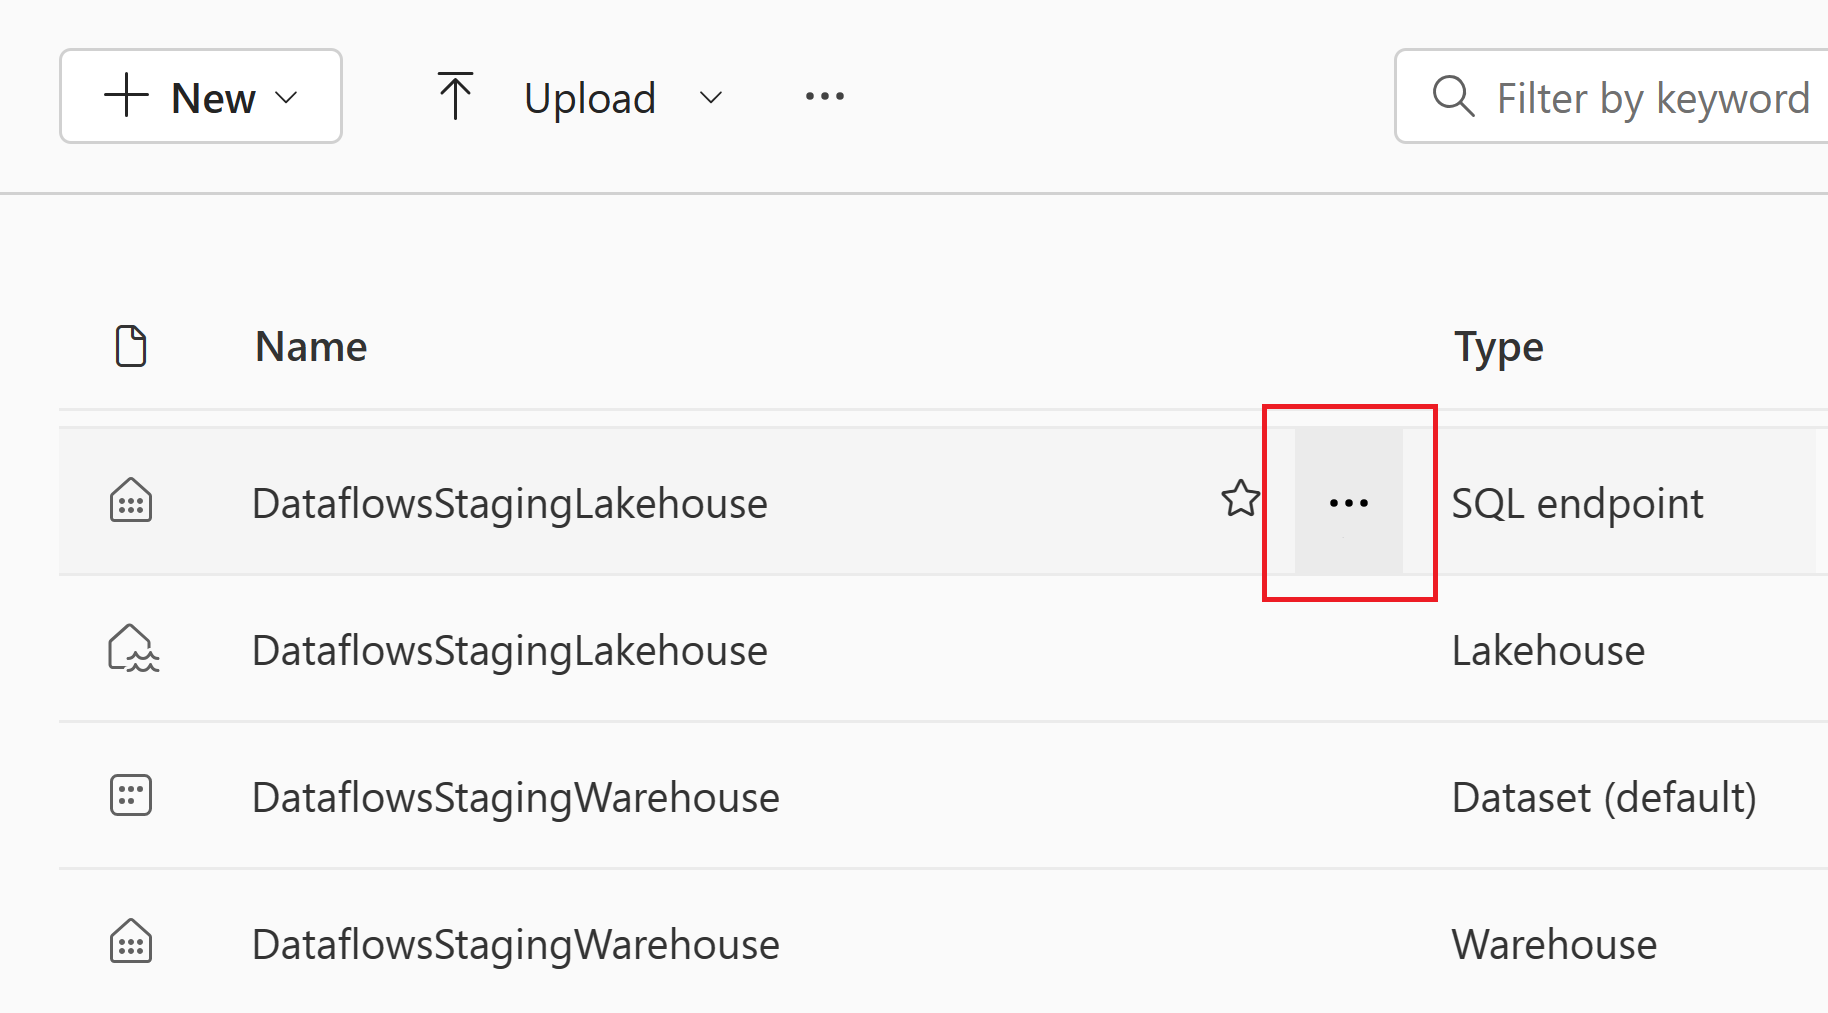 New Upload Filter by keyword
Name Type
DataflowsStagingLakehouse SQL endpoint
DataflowsStagingLakehouse Lakehouse
DataflowsStagingWarehouse Dataset (default)
DataflowsStagingWarehouse Warehouse